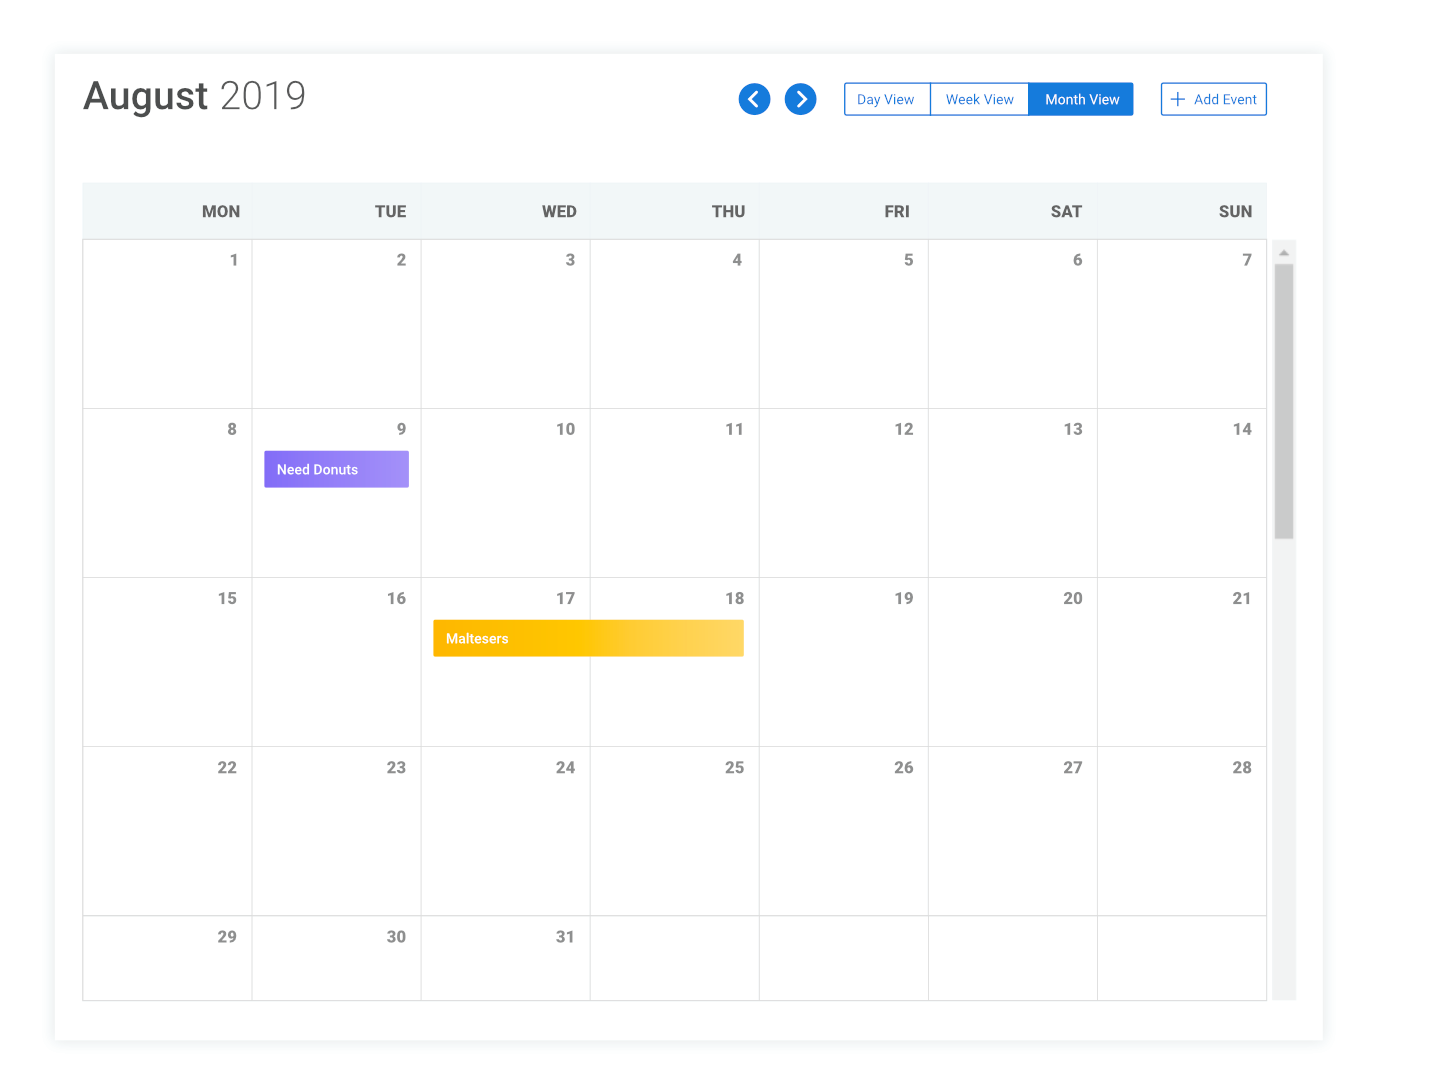 August 2019
Day View Week View Month View + Add Event
MON TUE WED THU FRI SAT SUN
1 2 3 4 5 6 7
8 9 10 11 12 13 14
Need Donuts
15 16 17 18 19 20 21
Maltesers
22 23 24 25 26 27 28
29 30 31